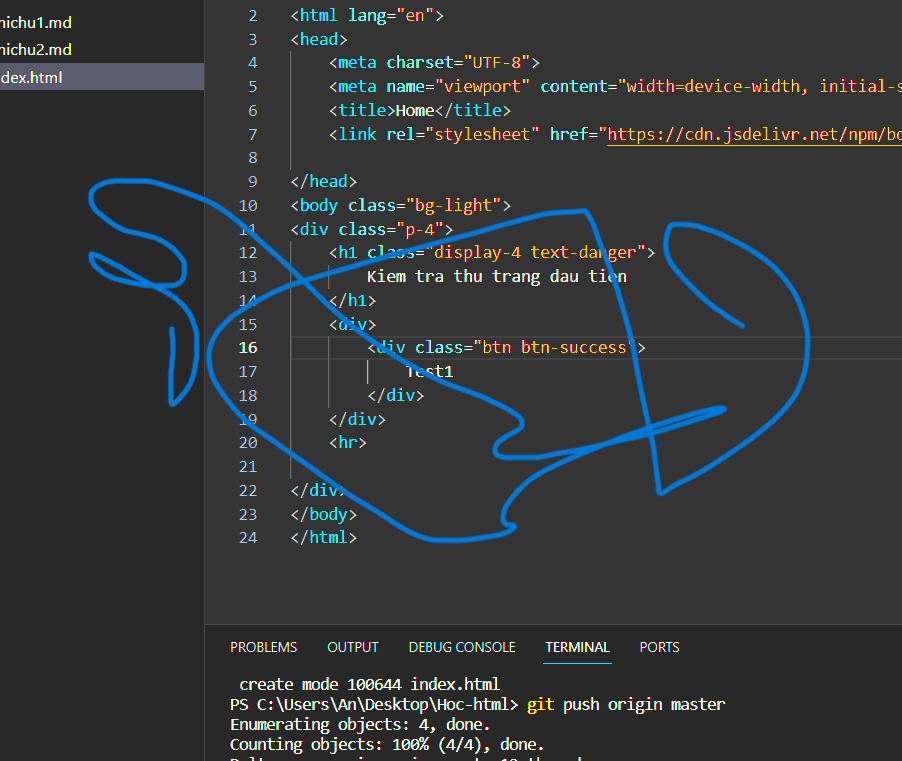 hichu1.md
hichu2.md
dex.html
2 <html lang="en">
3 <head>
4 <meta charset="UTF-8">
5 <meta name="viewport" content="width=device-width, initial-s
6 <title>Home</title>
7 <link rel="stylesheet" href="https://cdn.jsdelivr.net/npm/bo
8
9 </head>
10 <body class="bg-light">
11 <div class="p-4">
12 <h1 class="display-4 text-danger">
13 Kiem tra thu trang dau tien
14 </h1>
15 <div>
16 <div class="btn btn-success">
17 Test1
18 </div>
19 </div>
20 <hr>
21
22 </div>
23 </body>
24 </html>
PROBLEMS OUTPUT DEBUG CONSOLE TERMINAL PORTS
create mode 100644 index.html
PS C:\Users\An\Desktop\Hoc-html> git push origin master
Enumerating objects: 4, done.
Counting objects: 100% (4/4), done.